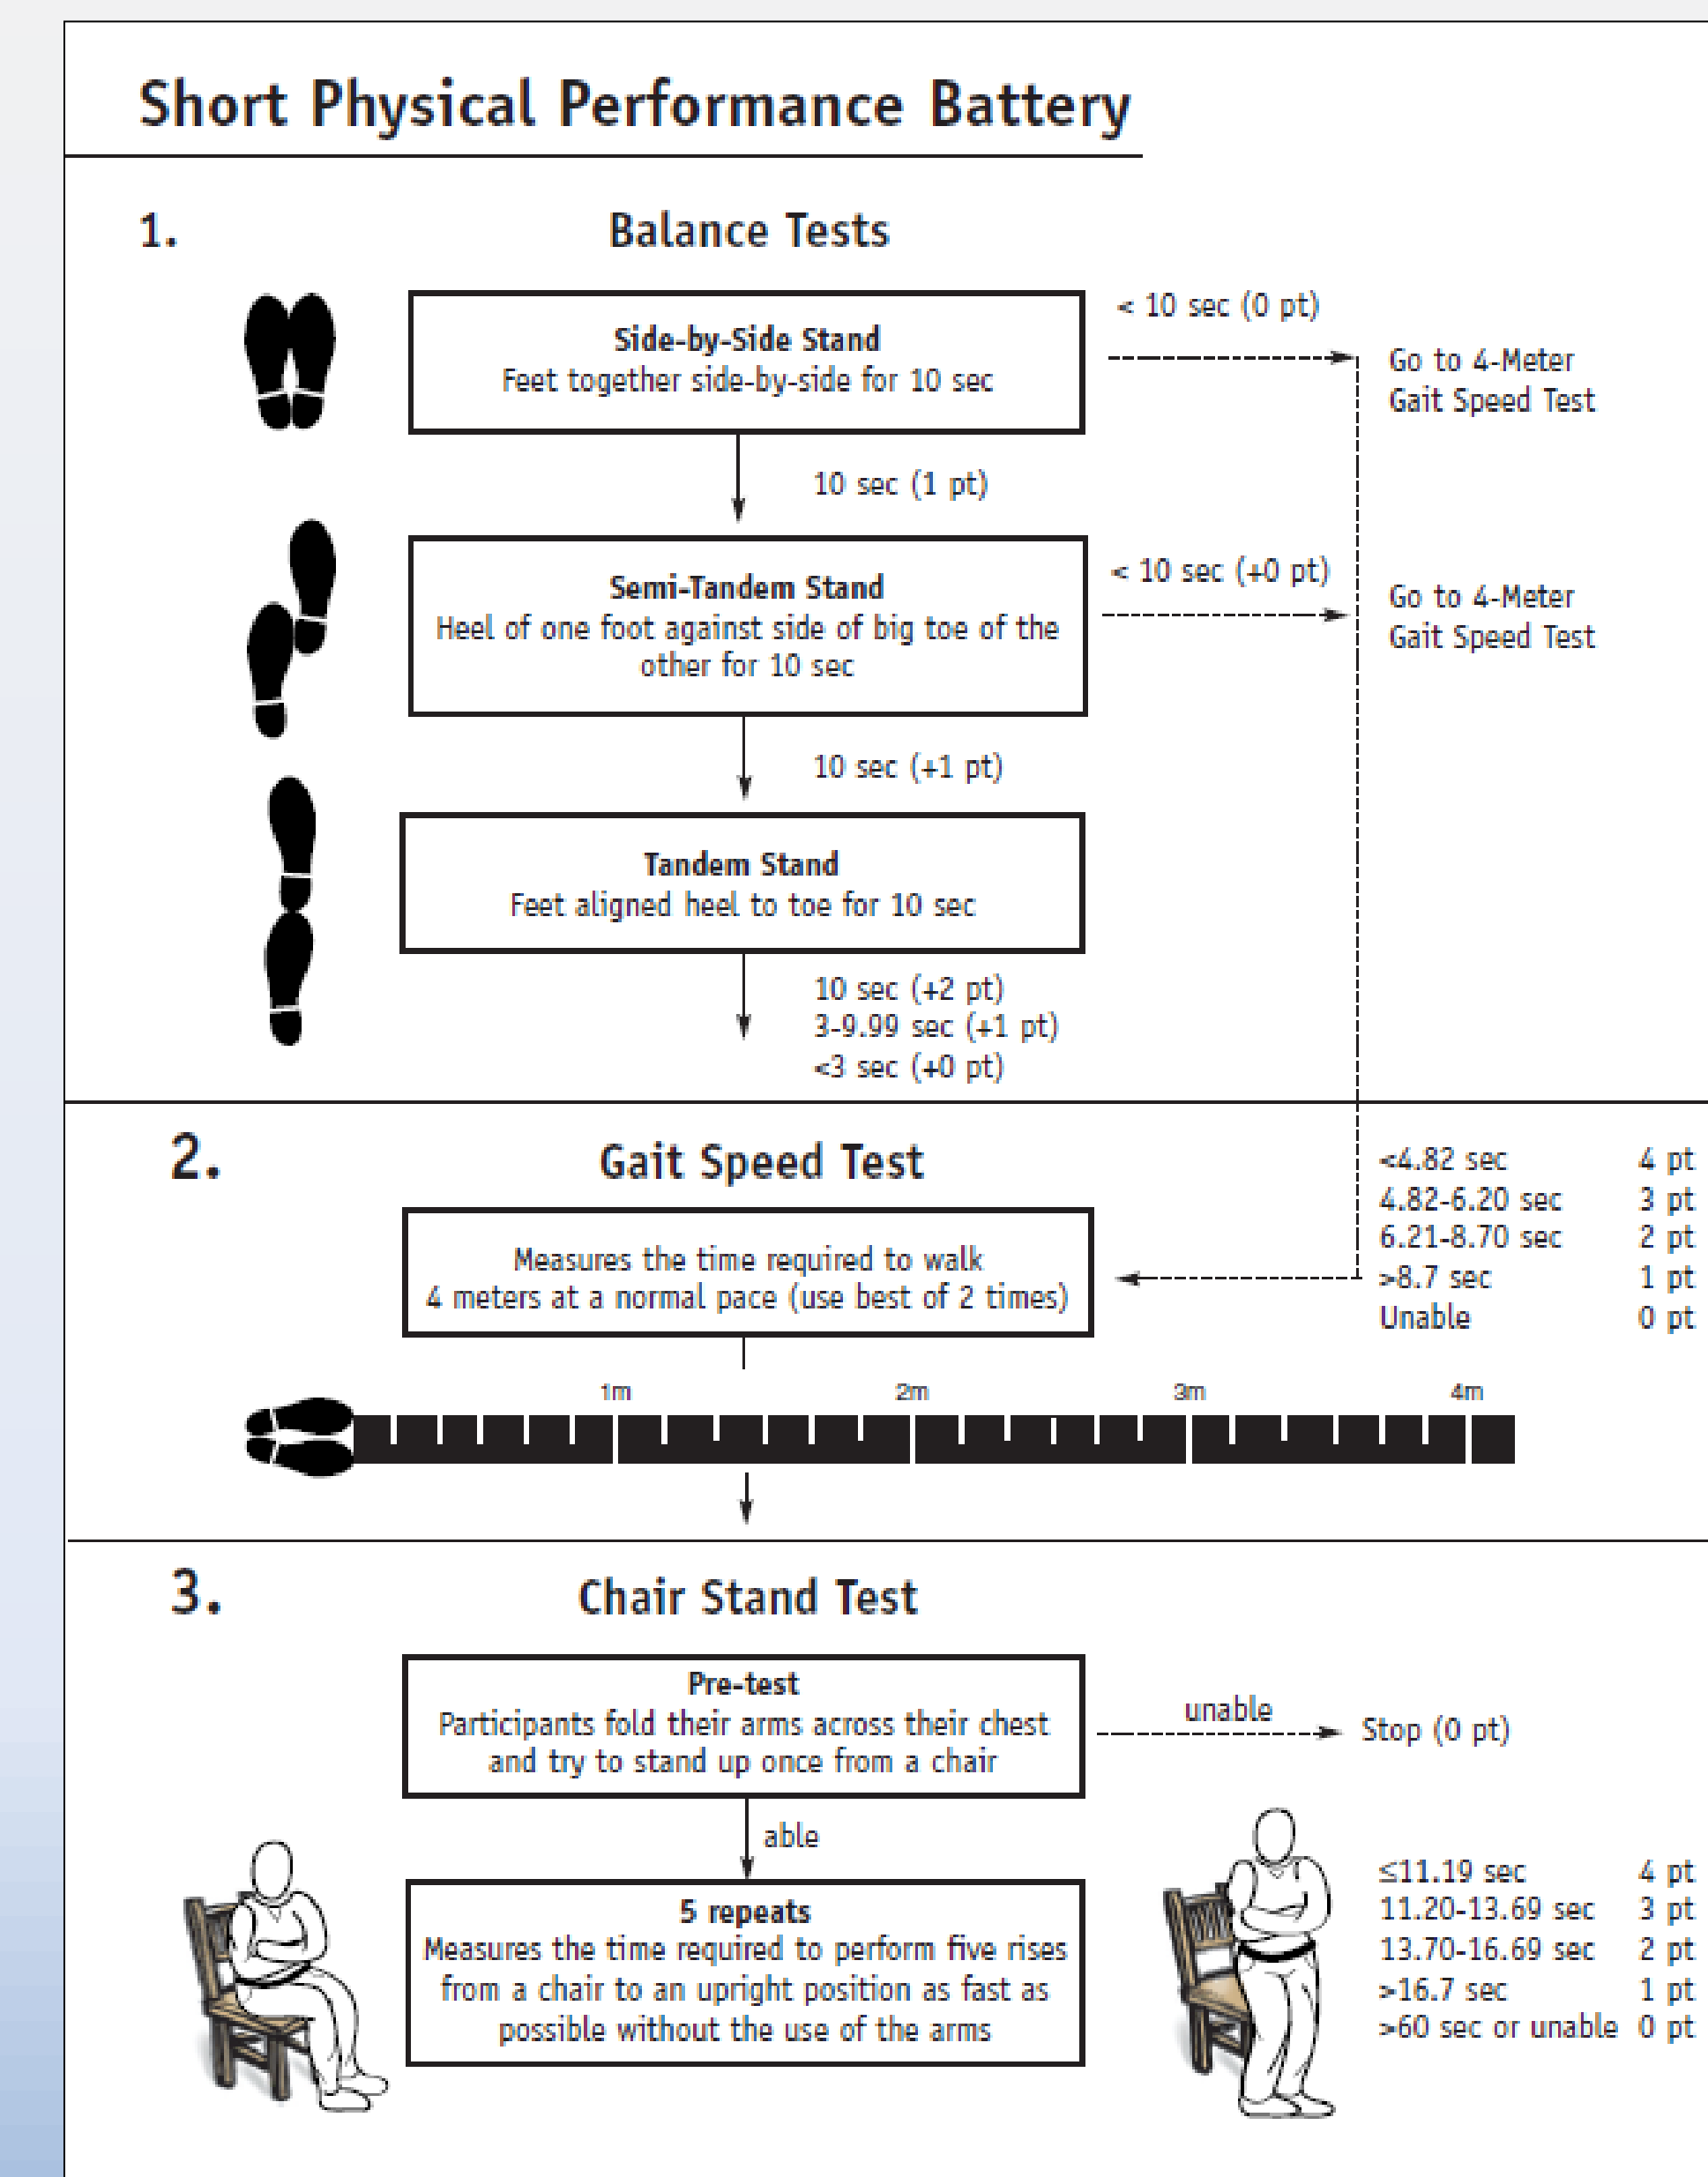 Short Physical Performance Battery
1.
Balance Tests
Side-by-Side Stand
Feet together side-by-side for 10 sec
< 10 sec (0 pt)
Go to 4-Meter
Gait Speed Test
10 sec (1 pt)
Semi-Tandem Stand
Heel of one foot against side of big toe of the
other for 10 sec
< 10 sec (+0 pt)
Go to 4-Meter
Gait Speed Test
10 sec (+1 pt)
Tandem Stand
Feet aligned heel to toe for 10 sec
10 sec (+2 pt)
3-9.99 sec (+1 pt)
<3 sec (+0 pt)
2.
Gait Speed Test
Measures the time required to walk
4 meters at a normal pace (use best of 2 times)
<4.82 sec 4 pt
4.82-6.20 sec 3 pt
6.21-8.70 sec 2 pt
>8.7 sec 1 pt
Unable 0 pt
1m 2m 3m 4m
3.
Chair Stand Test
Pre-test
Participants fold their arms across their chest
and try to stand up once from a chair
unable
Stop (0 pt)
able
5 repeats
Measures the time required to perform five rises
from a chair to an upright position as fast as
possible without the use of the arms
≤11.19 sec 4 pt
11.20-13.69 sec 3 pt
13.70-16.69 sec 2 pt
>16.7 sec 1 pt
>60 sec or unable 0 pt